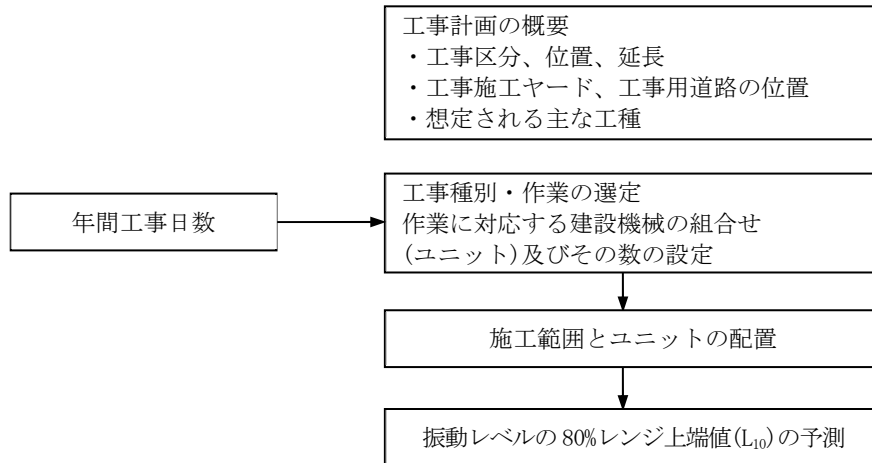 工事計画の概要
・工事区分、位置、延長
・工事施工ヤード、工事用道路の位置
・想定される主な工種
年間工事日数
工事種別・作業の選定
作業に対応する建設機械の組合せ
(ユニット)及びその数の設定
施工範囲とユニットの配置
振動レベルの 80%レンジ上端値(L₁₀)の予測